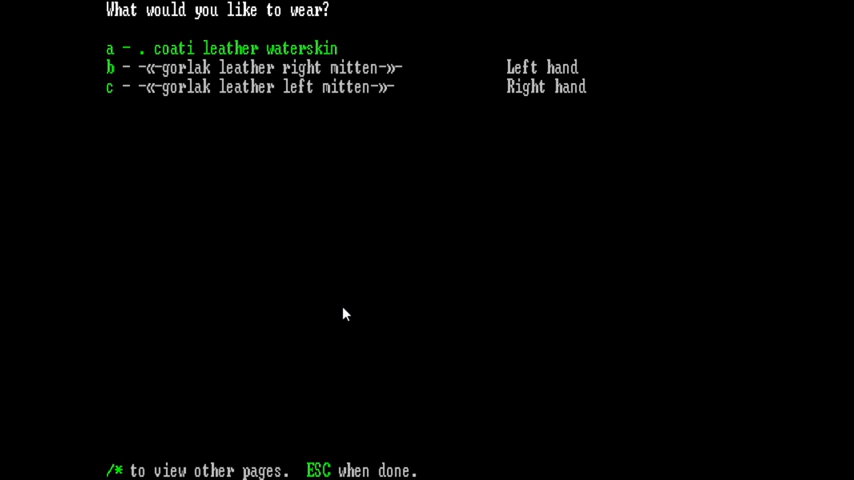 What would you like to wear?
a - . coati leather waterskin
b - -«-gorlak leather right mitten-»- Left hand
c - -«-gorlak leather left mitten-»- Right hand
/* to view other pages. ESC when done.